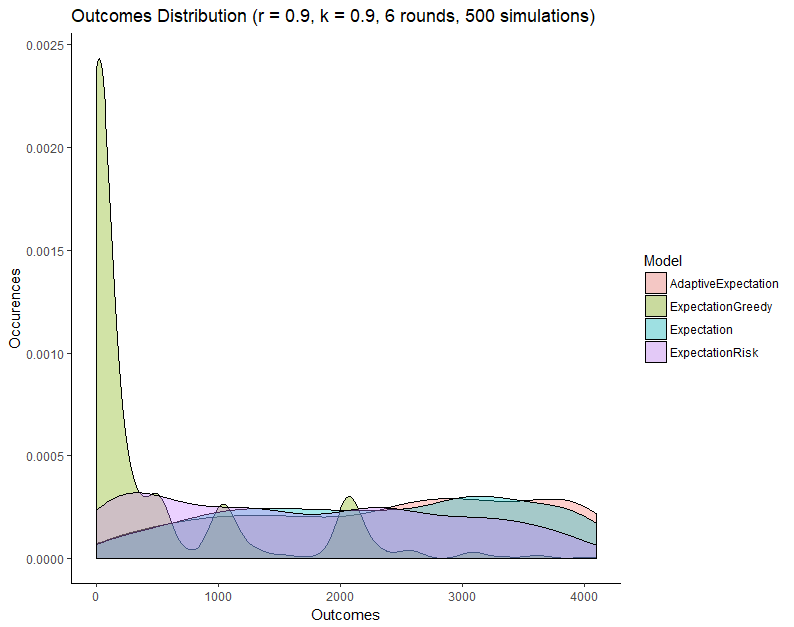 Outcomes Distribution (r = 0.9, k = 0.9, 6 rounds, 500 simulations)
0.0025
0.0020
0.0015
0.0010
0.0005
0.0000
Occurences
0 1000 2000 3000 4000
Outcomes
Model
AdaptiveExpectation
ExpectationGreedy
Expectation
ExpectationRisk